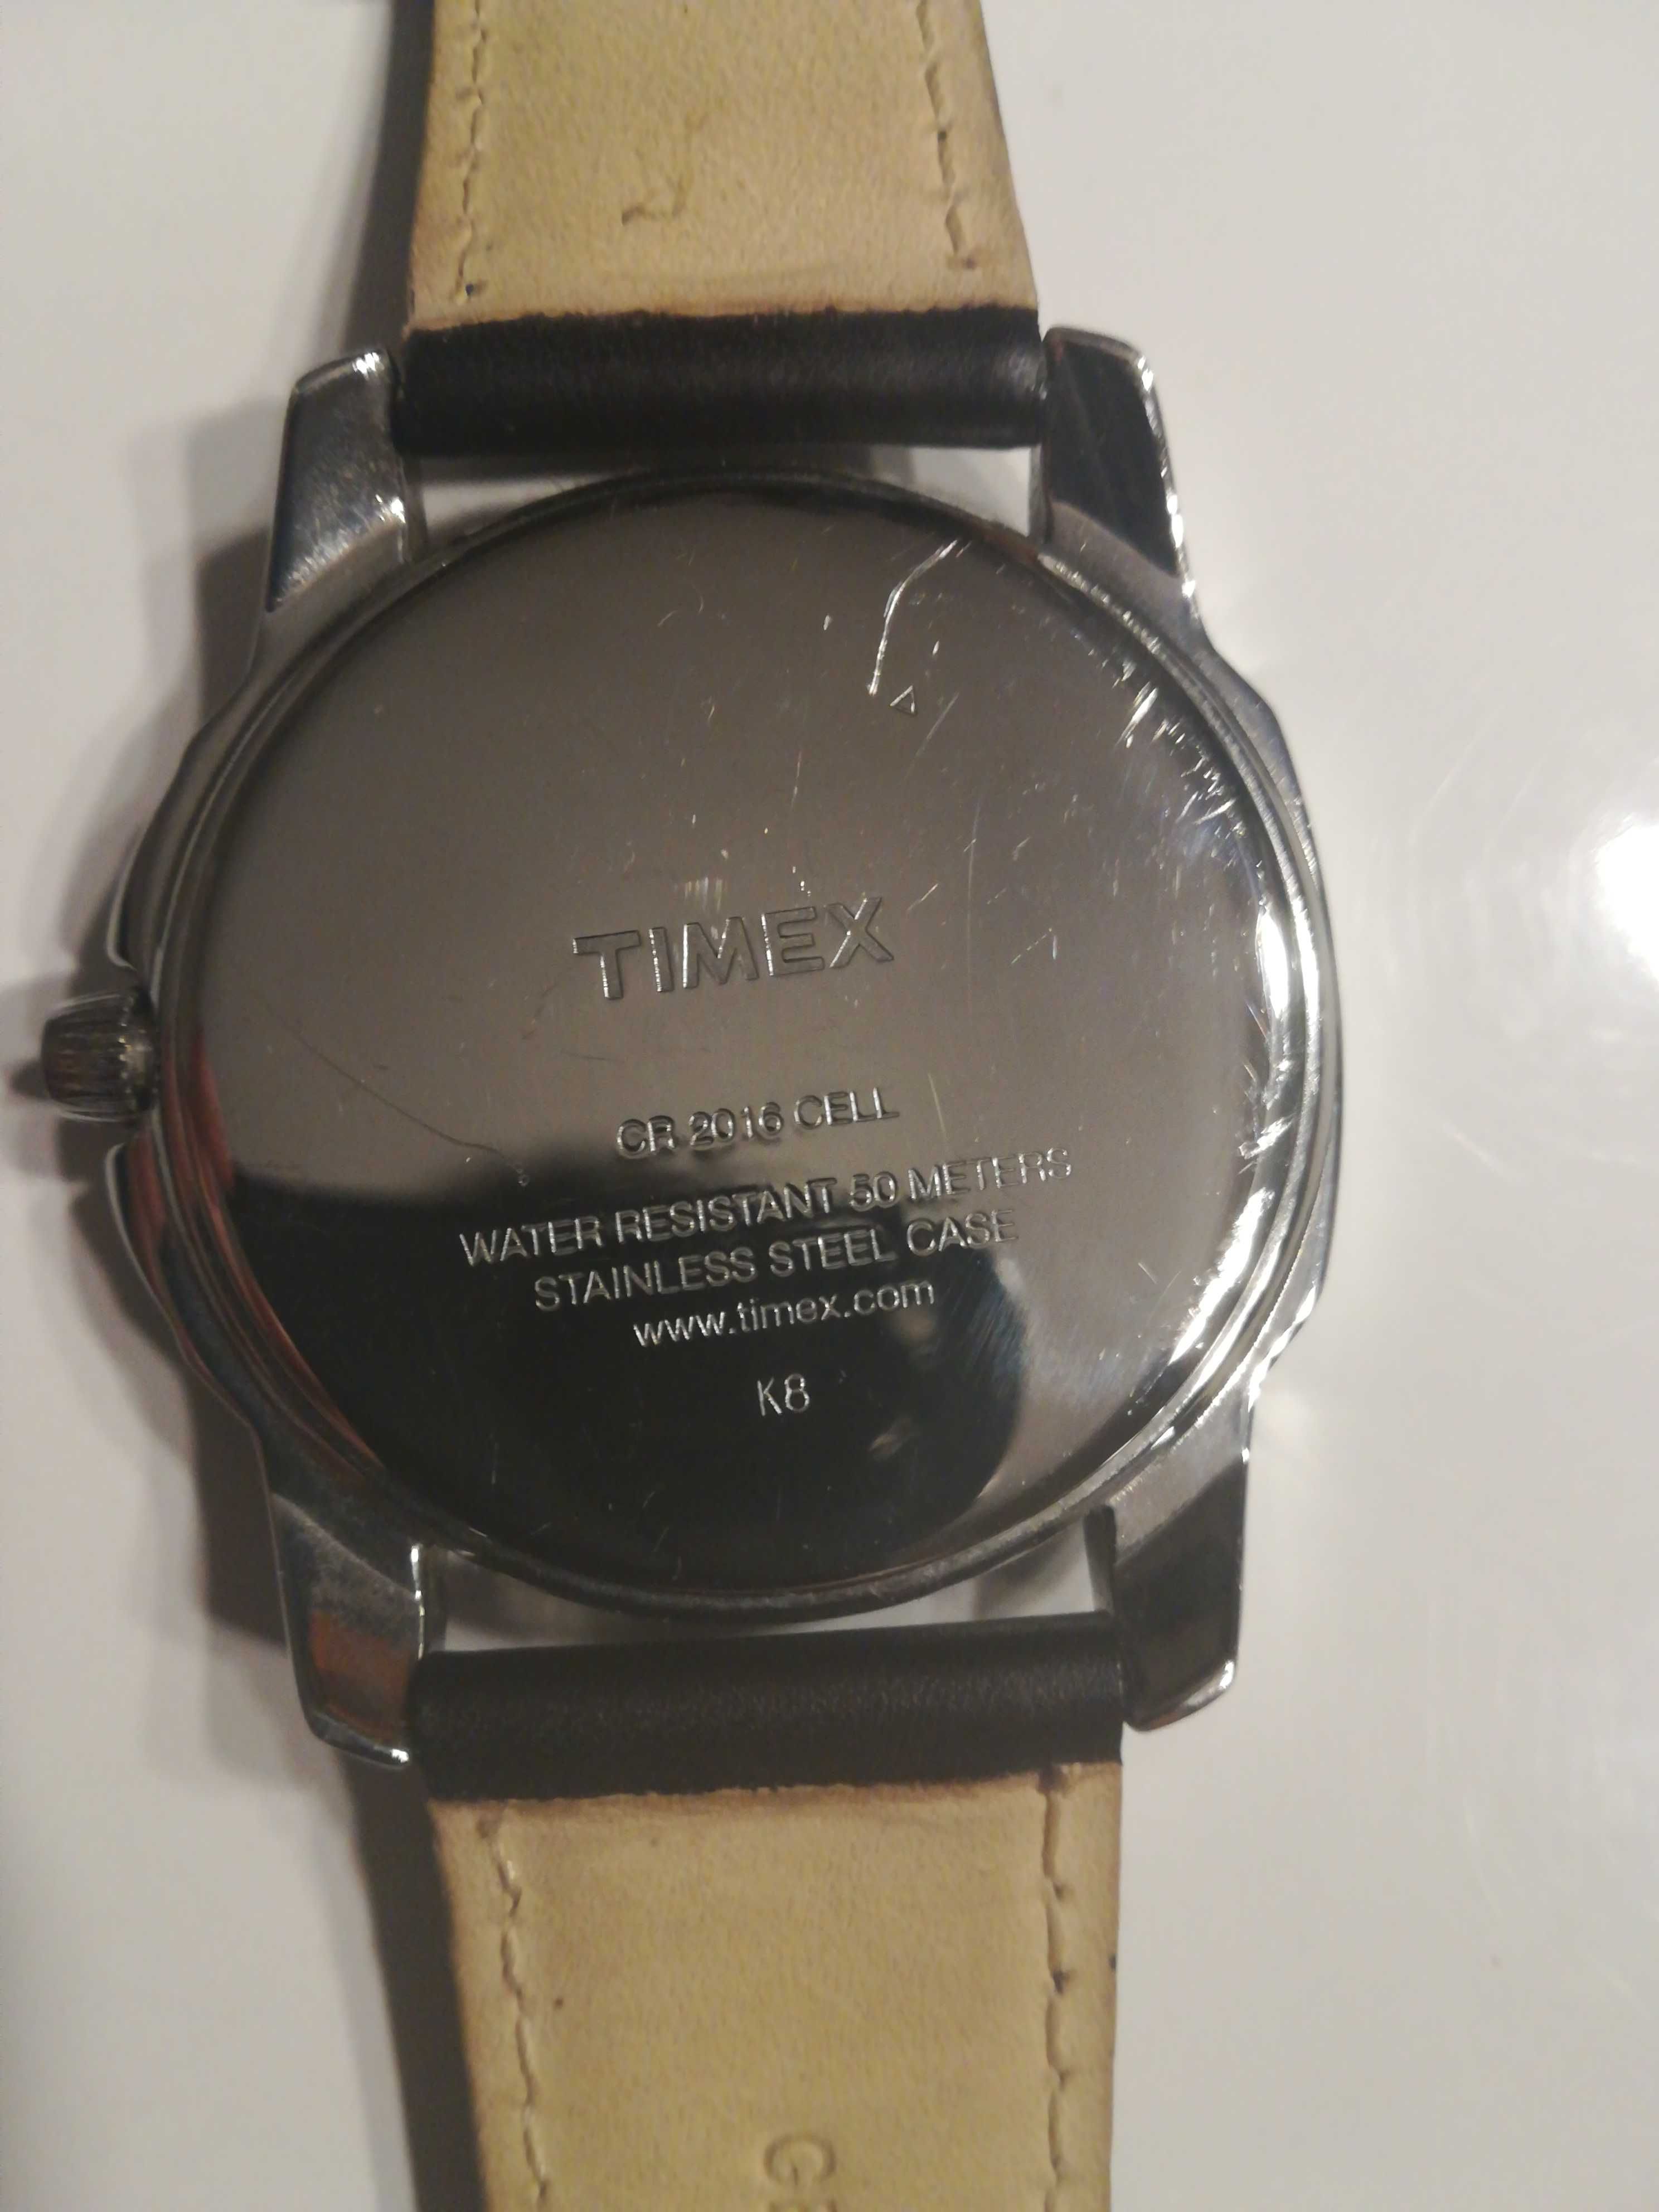 TIMEX
CR 2016 CELL
WATER RESISTANT 50 METERS
STAINLESS STEEL CASE
www.timex.com
K8